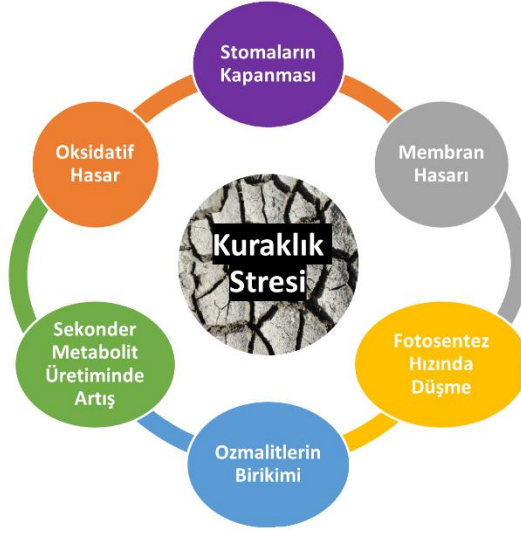 Stomaların
Kapanması
Membran
Hasarı
Fotosentez
Hızında
Düşme
Ozmalitlerin
Birikimi
Sekonder
Metabolit
Üretiminde
Artış
Oksidatif
Hasar
Kuraklık
Stresi